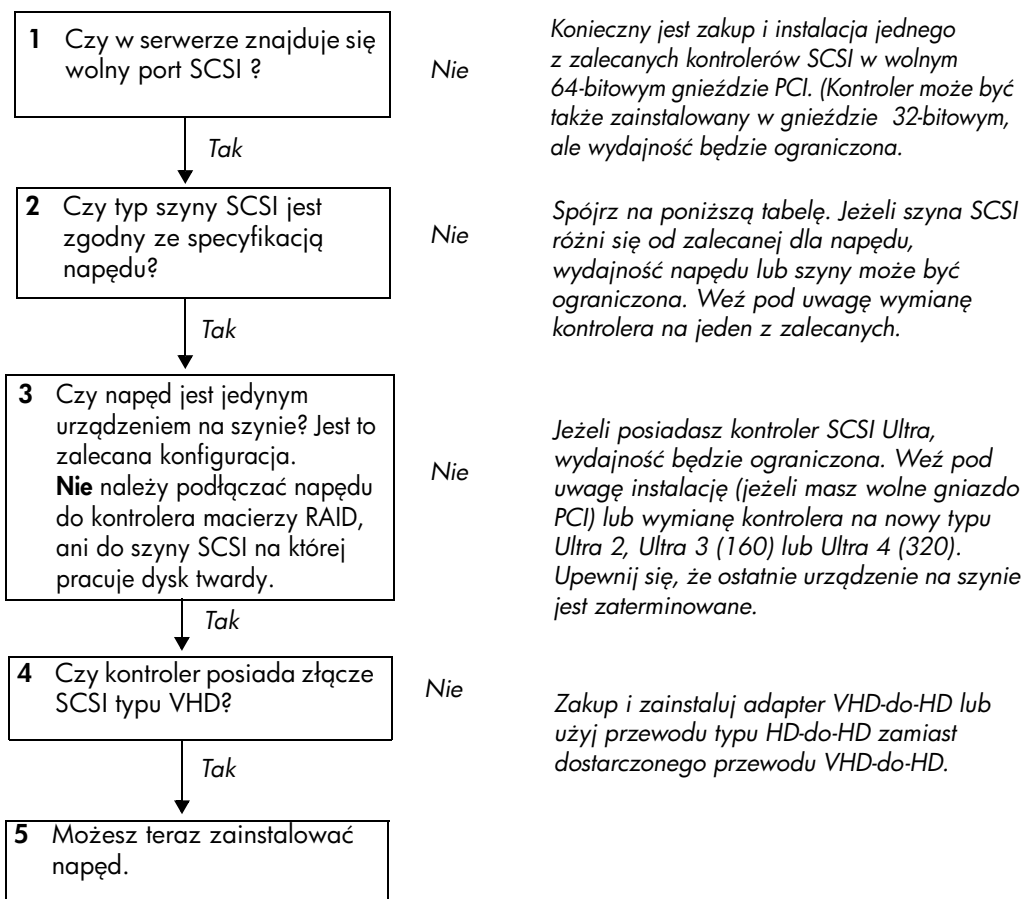 1 Czy w serwerze znajduje się
wolny port SCSI ?
Nie
Konieczny jest zakup i instalacja jednego
z zalecanych kontrolerów SCSI w wolnym
64-bitowym gnieździe PCI. (Kontroler może być
także zainstalowany w gnieździe 32-bitowym,
ale wydajność będzie ograniczona.
Tak
2 Czy typ szyny SCSI jest
zgodny ze specyfikacją
napędu?
Nie
Spójrz na poniższą tabelę. Jeżeli szyna SCSI
różni się od zalecanej dla napędu,
wydajność napędu lub szyny może być
ograniczona. Weź pod uwagę wymianę
kontrolera na jeden z zalecanych.
Tak
3 Czy napęd jest jedynym
urządzeniem na szynie? Jest to
zalecana konfiguracja.
Nie należy podłączać napędu
do kontrolera macierzy RAID,
ani do szyny SCSI na której
pracuje dysk twardy.
Nie
Jeżeli posiadasz kontroler SCSI Ultra,
wydajność będzie ograniczona. Weź pod
uwagę instalację (jeżeli masz wolne gniazdo
PCI) lub wymianę kontrolera na nowy typu
Ultra 2, Ultra 3 (160) lub Ultra 4 (320).
Upewnij się, że ostatnie urządzenie na szynie
jest zaterminowane.
Tak
4 Czy kontroler posiada złącze
SCSI typu VHD?
Nie
Zakup i zainstaluj adapter VHD-do-HD lub
użyj przewodu typu HD-do-HD zamiast
dostarczonego przewodu VHD-do-HD.
Tak
5 Możesz teraz zainstalować
napęd.